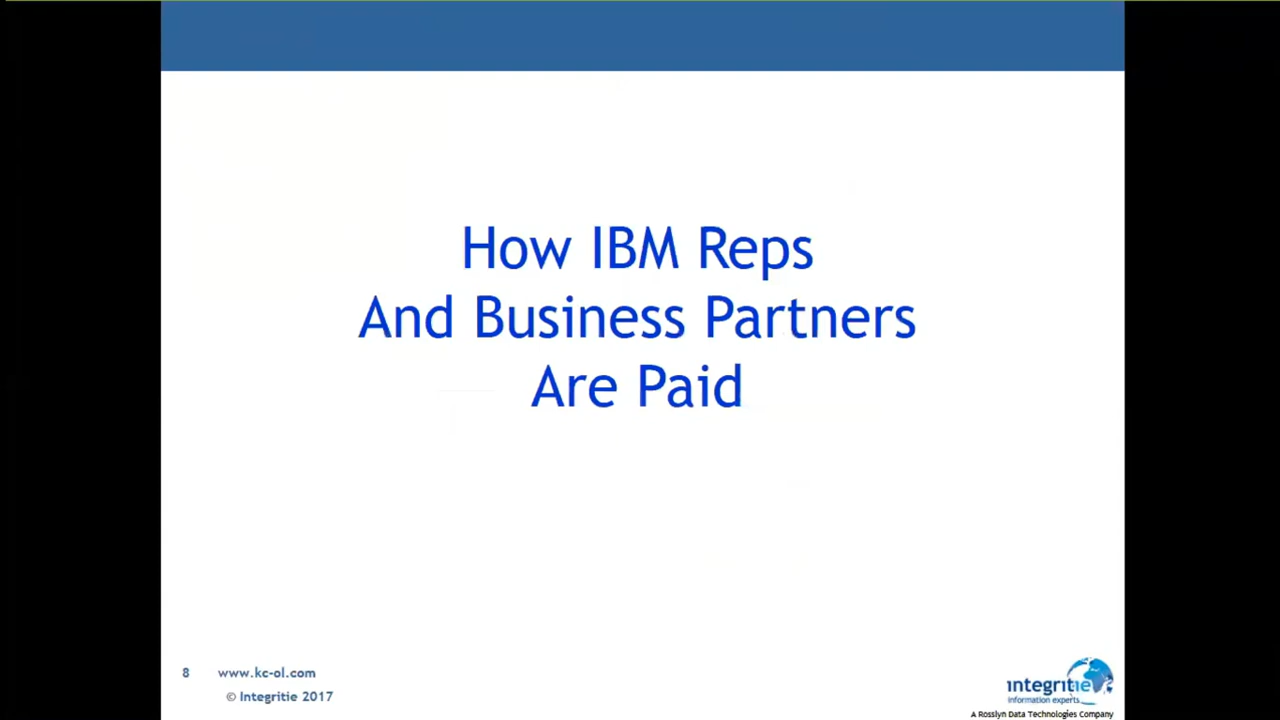 How IBM Reps
And Business Partners
Are Paid
8 www.kc-ol.com
© Integritie 2017
integritie
information experts
A Rosslyn Data Technologies Company